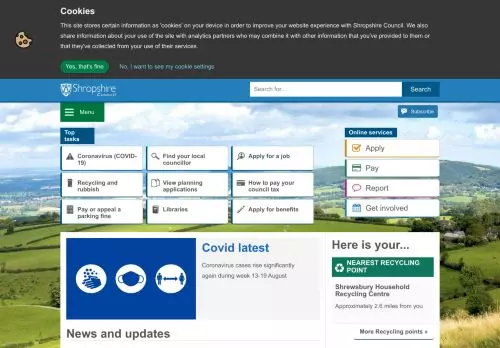 Cookies
This site stores certain information as 'cookies' on your device in order to improve your website experience with Shropshire Council. We also
share information about your use of the site with analytics partners who may combine it with other information that you've provided to them or
that they've collected from your use of their services.
Yes, that's fine
No, I want to see my cookie settings
Shropshire
Council
Search for...
Search
Menu
Subscribe
Top
tasks
Online services
Coronavirus (COVID-
19)
Find your local
councillor
Apply for a job
Recycling and
rubbish
View planning
applications
How to pay your
council tax
Pay or appeal a
parking fine
Libraries
Apply for benefits
Apply
Pay
Report
Get involved
Covid latest
Coronavirus cases rise significantly
again during week 13-19 August
Here is your...
NEAREST RECYCLING
POINT
Shrewsbury Household
Recycling Centre
Approximately 2.6 miles from you
More Recycling points »
News and updates